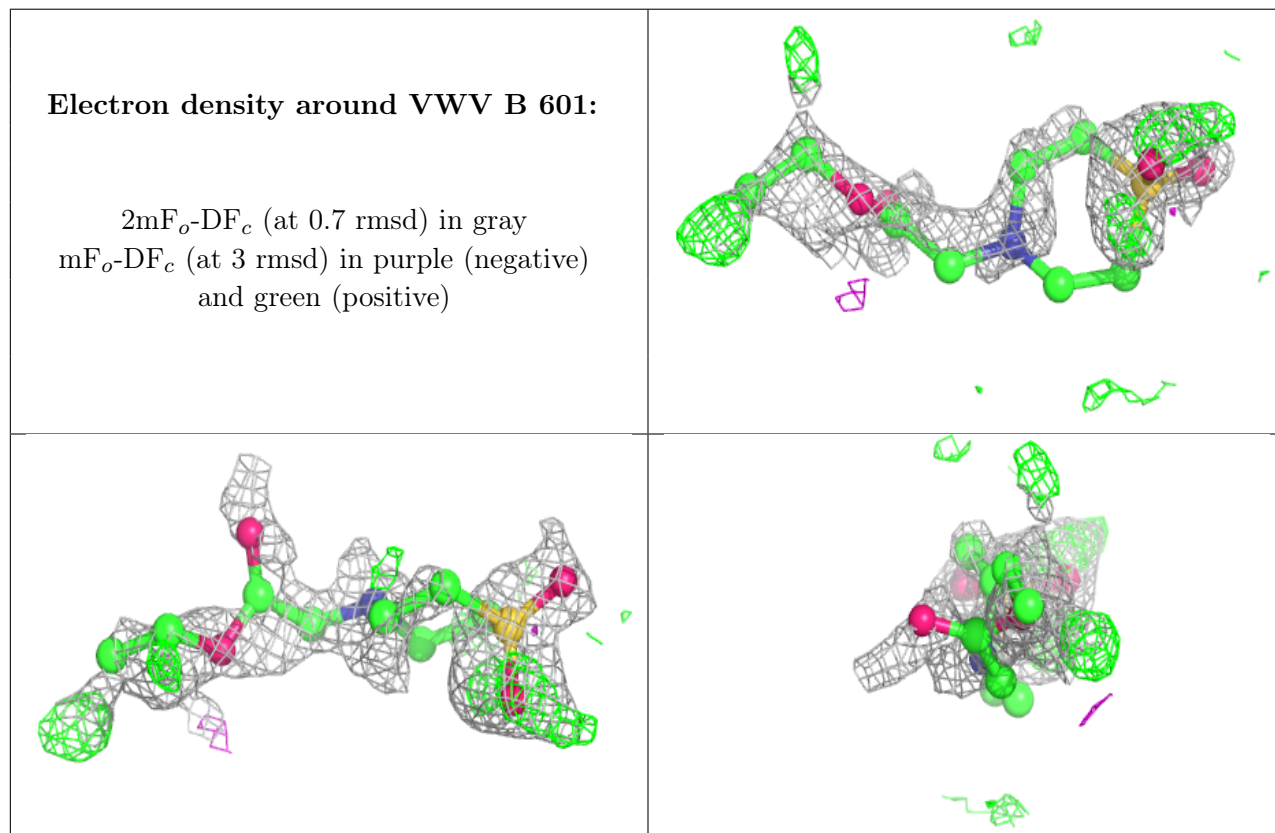 Electron density around VWV B 601:
2mFo-DFc (at 0.7 rmsd) in gray
mFo-DFc (at 3 rmsd) in purple (negative)
and green (positive)